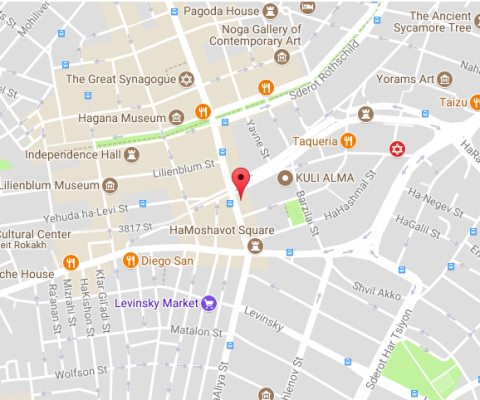 Pagoda House
The Ancient
Sycamore Tree
Noga Gallery of
Contemporary Art
Sderot Rothschild
The Great Synagogue
Yorams Art
Taizu
Hagana Museum
Yavne St
Taqueria
Independence Hall
Lilienblum St
KULI ALMA
Lilienblum Museum
HaHashmal St
Barzilay St
Ha-Negev St
HaGalil St
Yehuda ha-Levi St
3817 St
HaMoshavot Square
Cultural Center
eit Rokakh
che House
Diego San
Ra'anan St
Mizrahi St
HaKishon St
Kfar Gil'adi St
Levinsky Market
Levinsky
Shvil Akko
Matalon St
Sderot Har Tsiyon
Wolfson St
Aliya St
hlenov St